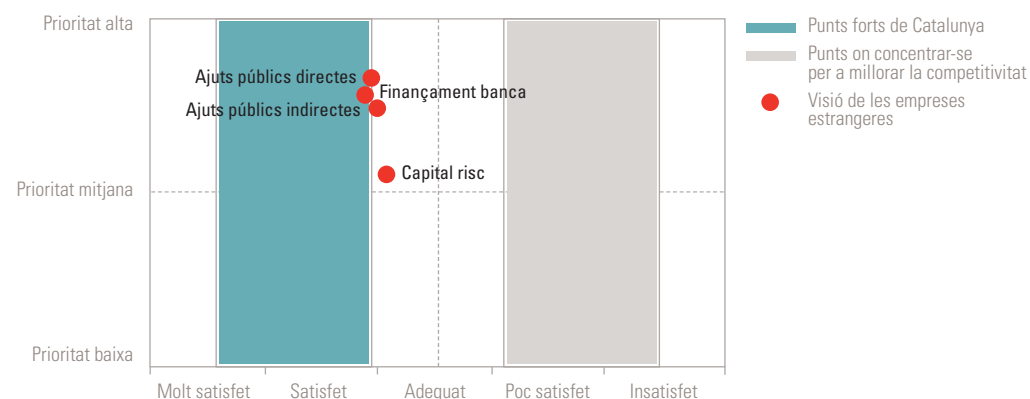 Prioritat alta
Ajuts públics directes
Finançament banca
Ajuts públics indirectes
Capital risc
Prioritat mitjana
Prioritat baixa
Molt satisfet
Satisfet
Adequat
Poc satisfet
Insatisfet
Punts forts de Catalunya
Punts on concentrar-se
per a millorar la competitivitat
Visió de les empreses
estrangeres